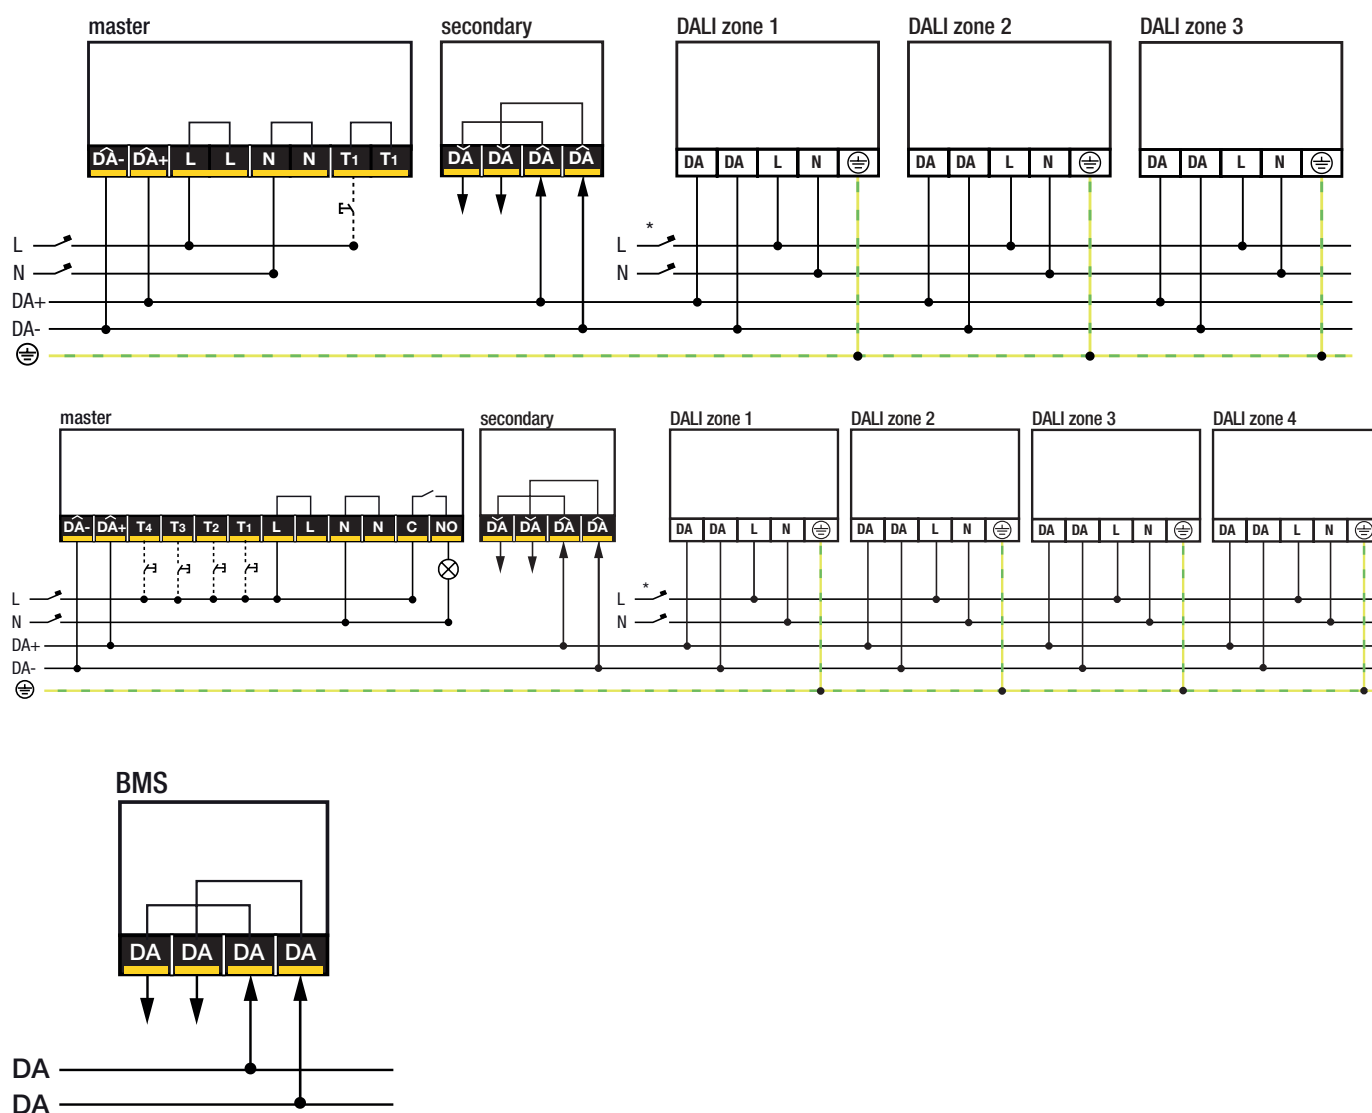 master secondary DALI zone 1 DALI zone 2 DALI zone 3
DA- DA+ L L N N T1 T1 DA DA DA DA DA DA L N DA DA L N DA DA L N
*
L L
N N
DA+
DA-
master secondary DALI zone 1 DALI zone 2 DALI zone 3 DALI zone 4
DA- DA+ T4 T3 T2 T1 L L N N C NO DA DA DA DA DA DA L N DA DA L N DA DA L N DA DA L N
*
L L
N N
DA+
DA-
BMS
DA DA DA DA
DA
DA